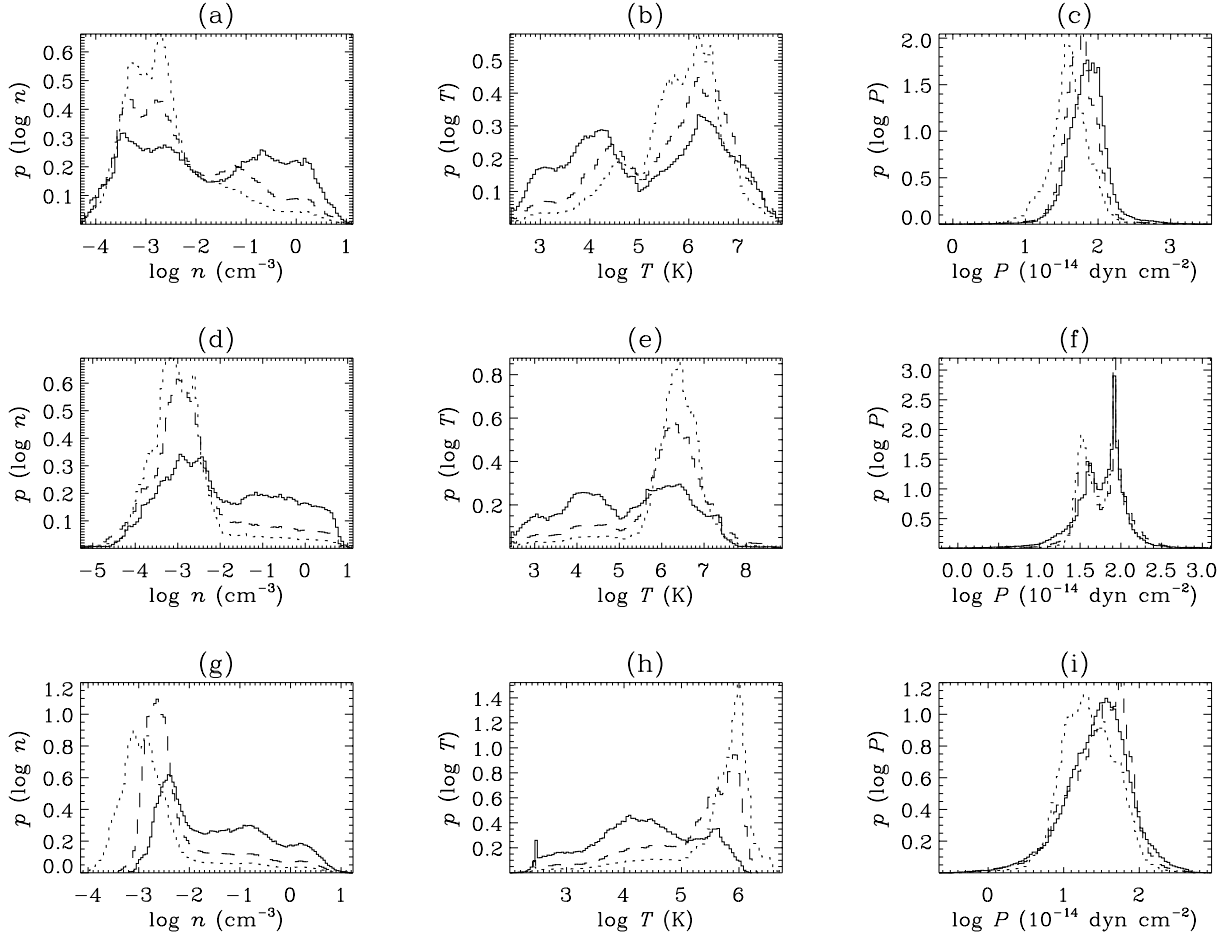 (a)
p (log n)
0.6
0.5
0.4
0.3
0.2
0.1
−4 −3 −2 −1 0 1
log n (cm⁻³)
(b)
p (log T)
0.5
0.4
0.3
0.2
0.1
3 4 5 6 7
log T (K)
(c)
p (log P)
2.0
1.5
1.0
0.5
0.0
0 1 2 3
log P (10⁻¹⁴ dyn cm⁻²)
(d)
p (log n)
0.6
0.5
0.4
0.3
0.2
0.1
−5 −4 −3 −2 −1 0 1
log n (cm⁻³)
(e)
p (log T)
0.8
0.6
0.4
0.2
3 4 5 6 7 8
log T (K)
(f)
p (log P)
3.0
2.5
2.0
1.5
1.0
0.5
0.0 0.5 1.0 1.5 2.0 2.5 3.0
log P (10⁻¹⁴ dyn cm⁻²)
(g)
p (log n)
1.2
1.0
0.8
0.6
0.4
0.2
0.0
−4 −3 −2 −1 0 1
log n (cm⁻³)
(h)
p (log T)
1.4
1.2
1.0
0.8
0.6
0.4
0.2
3 4 5 6
log T (K)
(i)
p (log P)
1.2
1.0
0.8
0.6
0.4
0.2
0 1 2
log P (10⁻¹⁴ dyn cm⁻²)